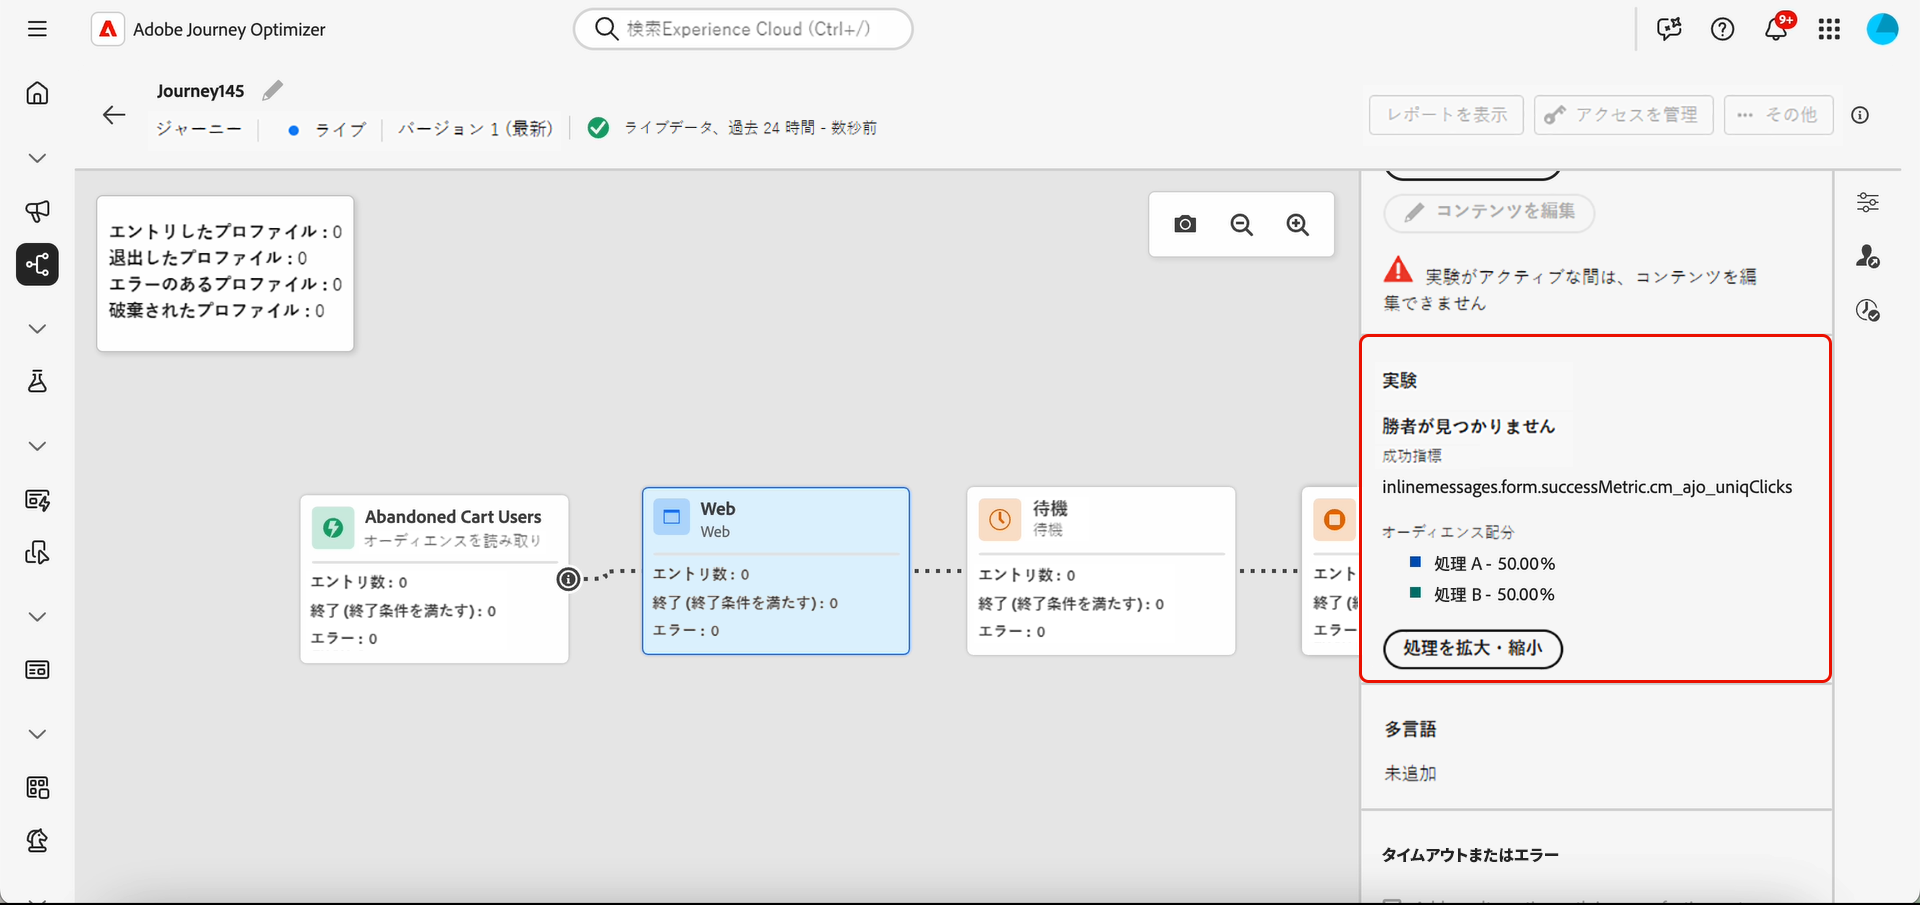 Adobe Journey Optimizer
検索Experience Cloud (Ctrl+/)
9+
Journey145
ジャーニー
ライブ
バージョン 1 (最新)
ライブデータ、過去 24 時間 - 数秒前
レポートを表示
アクセスを管理
その他
エントリしたプロファイル : 0
退出したプロファイル : 0
エラーのあるプロファイル : 0
破棄されたプロファイル : 0
Abandoned Cart Users
オーディエンスを読み取り
エントリ数 : 0
終了 (終了条件を満たす) : 0
エラー : 0
Web
Web
エントリ数 : 0
終了 (終了条件を満たす) : 0
エラー : 0
待機
待機
エントリ数 : 0
終了 (終了条件を満たす) : 0
エラー : 0
エント
終了 (
エラー
コンテンツを編集
実験がアクティブな間は、コンテンツを編
集できません
実験
勝者が見つかりません
成功指標
inlinemessages.form.successMetric.cm_ajo_uniqClicks
オーディエンス配分
処理 A - 50.00%
処理 B - 50.00%
処理を拡大・縮小
多言語
未追加
タイムアウトまたはエラー